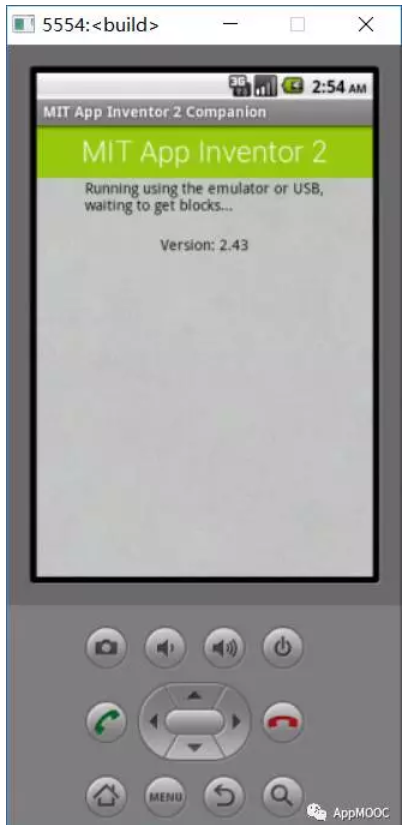 5554:<build>
3G
2:54 AM
MIT App Inventor 2 Companion
MIT App Inventor 2
Running using the emulator or USB,
waiting to get blocks...
Version: 2.43
MENU
AppMOOC